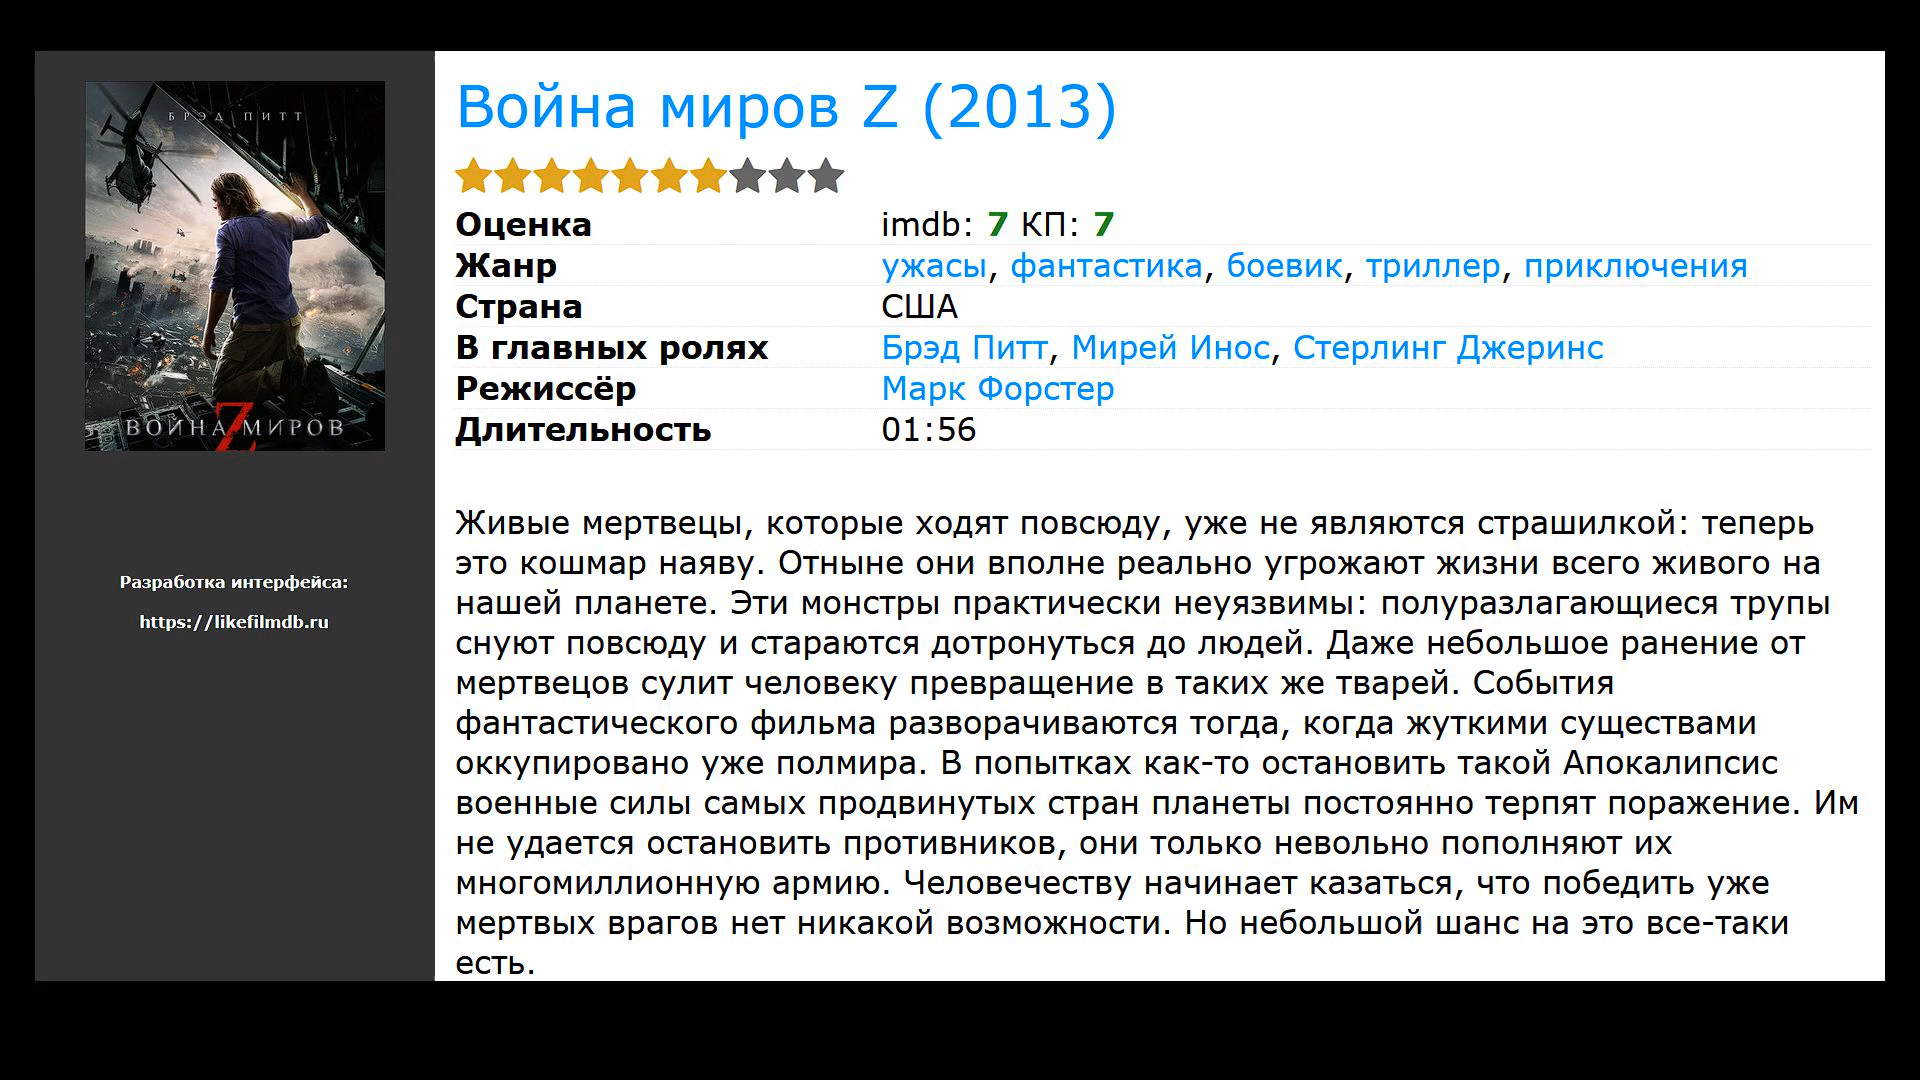 БРЭД ПИТТ
ВОЙНА Z МИРОВ
Разработка интерфейса:
https://likefilmdb.ru
Война миров Z (2013)
Оценка imdb: 7 КП: 7
Жанр ужасы, фантастика, боевик, триллер, приключения
Страна США
В главных ролях Брэд Питт, Мирей Инос, Стерлинг Джеринс
Режиссёр Марк Форстер
Длительность 01:56
Живые мертвецы, которые ходят повсюду, уже не являются страшилкой: теперь
это кошмар наяву. Отныне они вполне реально угрожают жизни всего живого на
нашей планете. Эти монстры практически неуязвимы: полуразлагающиеся трупы
снуют повсюду и стараются дотронуться до людей. Даже небольшое ранение от
мертвецов сулит человеку превращение в таких же тварей. События
фантастического фильма разворачиваются тогда, когда жуткими существами
оккупировано уже полмира. В попытках как-то остановить такой Апокалипсис
военные силы самых продвинутых стран планеты постоянно терпят поражение. Им
не удается остановить противников, они только невольно пополняют их
многомиллионную армию. Человечеству начинает казаться, что победить уже
мертвых врагов нет никакой возможности. Но небольшой шанс на это все-таки
есть.